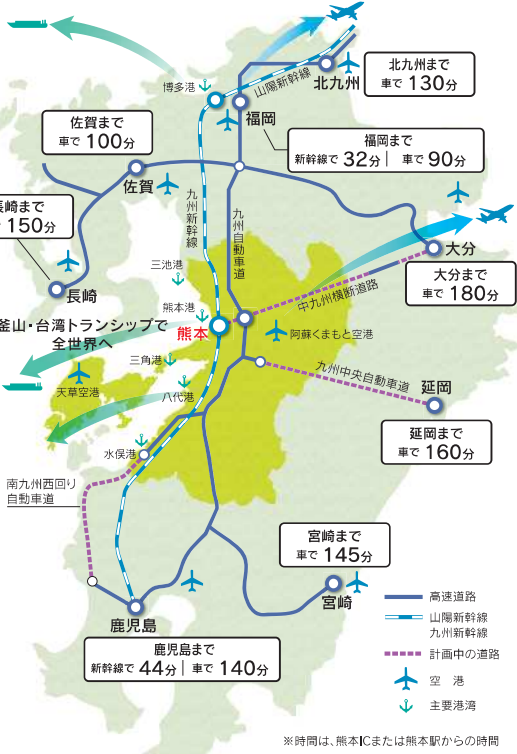 北九州まで
車で 130分
北九州
山陽新幹線
博多港
福岡
佐賀まで
車で 100分
福岡まで
新幹線で 32分 | 車で 90分
佐賀
長崎まで
150分
九州新幹線
九州自動車道
大分
大分まで
車で 180分
三池港
長崎
中九州横断道路
熊本港
釜山・台湾トランシップで
全世界へ
熊本
阿蘇くまもと空港
三角港
九州中央自動車道
天草空港
八代港
延岡
延岡まで
車で 160分
水俣港
南九州西回り
自動車道
宮崎まで
車で 145分
宮崎
鹿児島
鹿児島まで
新幹線で 44分 | 車で 140分
高速道路
山陽新幹線
九州新幹線
計画中の道路
空 港
主要港湾
※時間は、熊本ICまたは熊本駅からの時間